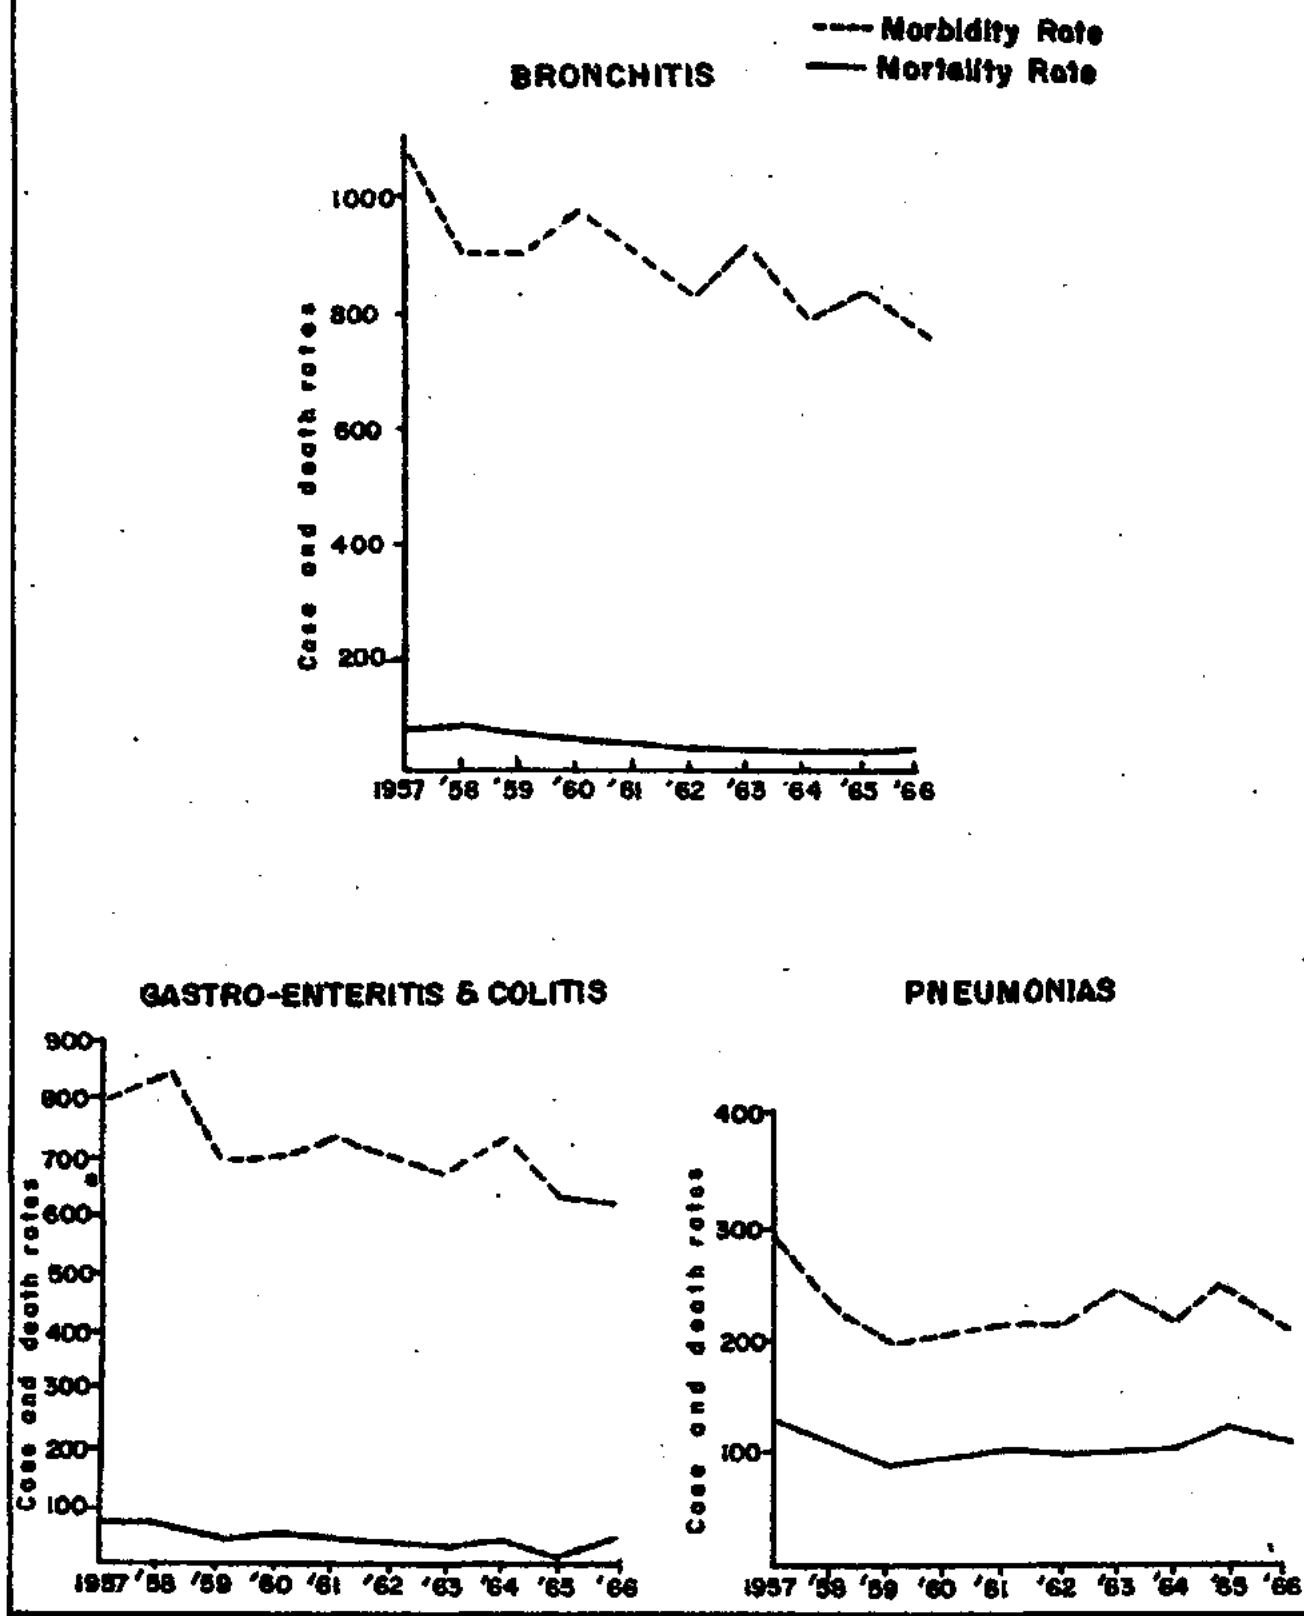 Morbidity Rate
Mortality Rate
BRONCHITIS
1000
800
600
400
200
Case and death rates
1957 '58 '59 '60 '61 '62 '63 '64 '65 '66
GASTRO-ENTERITIS & COLITIS
900
800
700
600
500
400
300
200
100
Case and death rates
1957 '58 '59 '60 '61 '62 '63 '64 '65 '66
PNEUMONIAS
400
300
200
100
Case and death rates
1957 '58 '59 '60 '61 '62 '63 '64 '65 '66